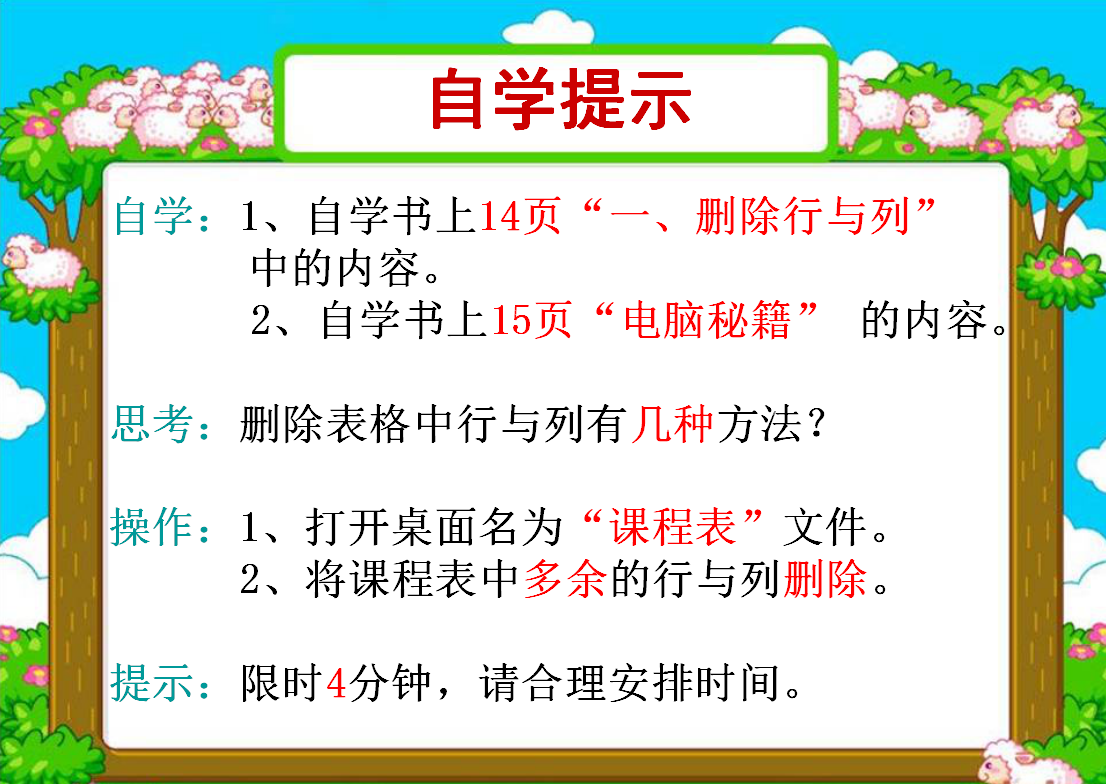 自学提示
自学：1、自学书上14页“一、删除行与列”
中的内容。
2、自学书上15页“电脑秘籍” 的内容。
思考：删除表格中行与列有几种方法？
操作：1、打开桌面名为“课程表”文件。
2、将课程表中多余的行与列删除。
提示：限时4分钟，请合理安排时间。